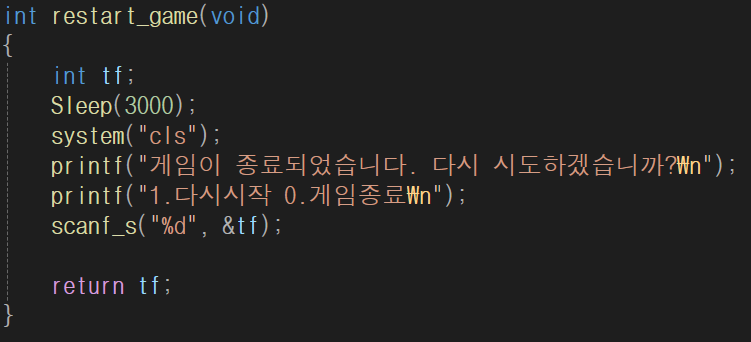 int restart_game(void)
{
    int tf;
    Sleep(3000);
    system("cls");
    printf("게임이 종료되었습니다. 다시 시도하겠습니까?₩n");
    printf("1.다시시작 0.게임종료₩n");
    scanf_s("%d", &tf);

    return tf;
}